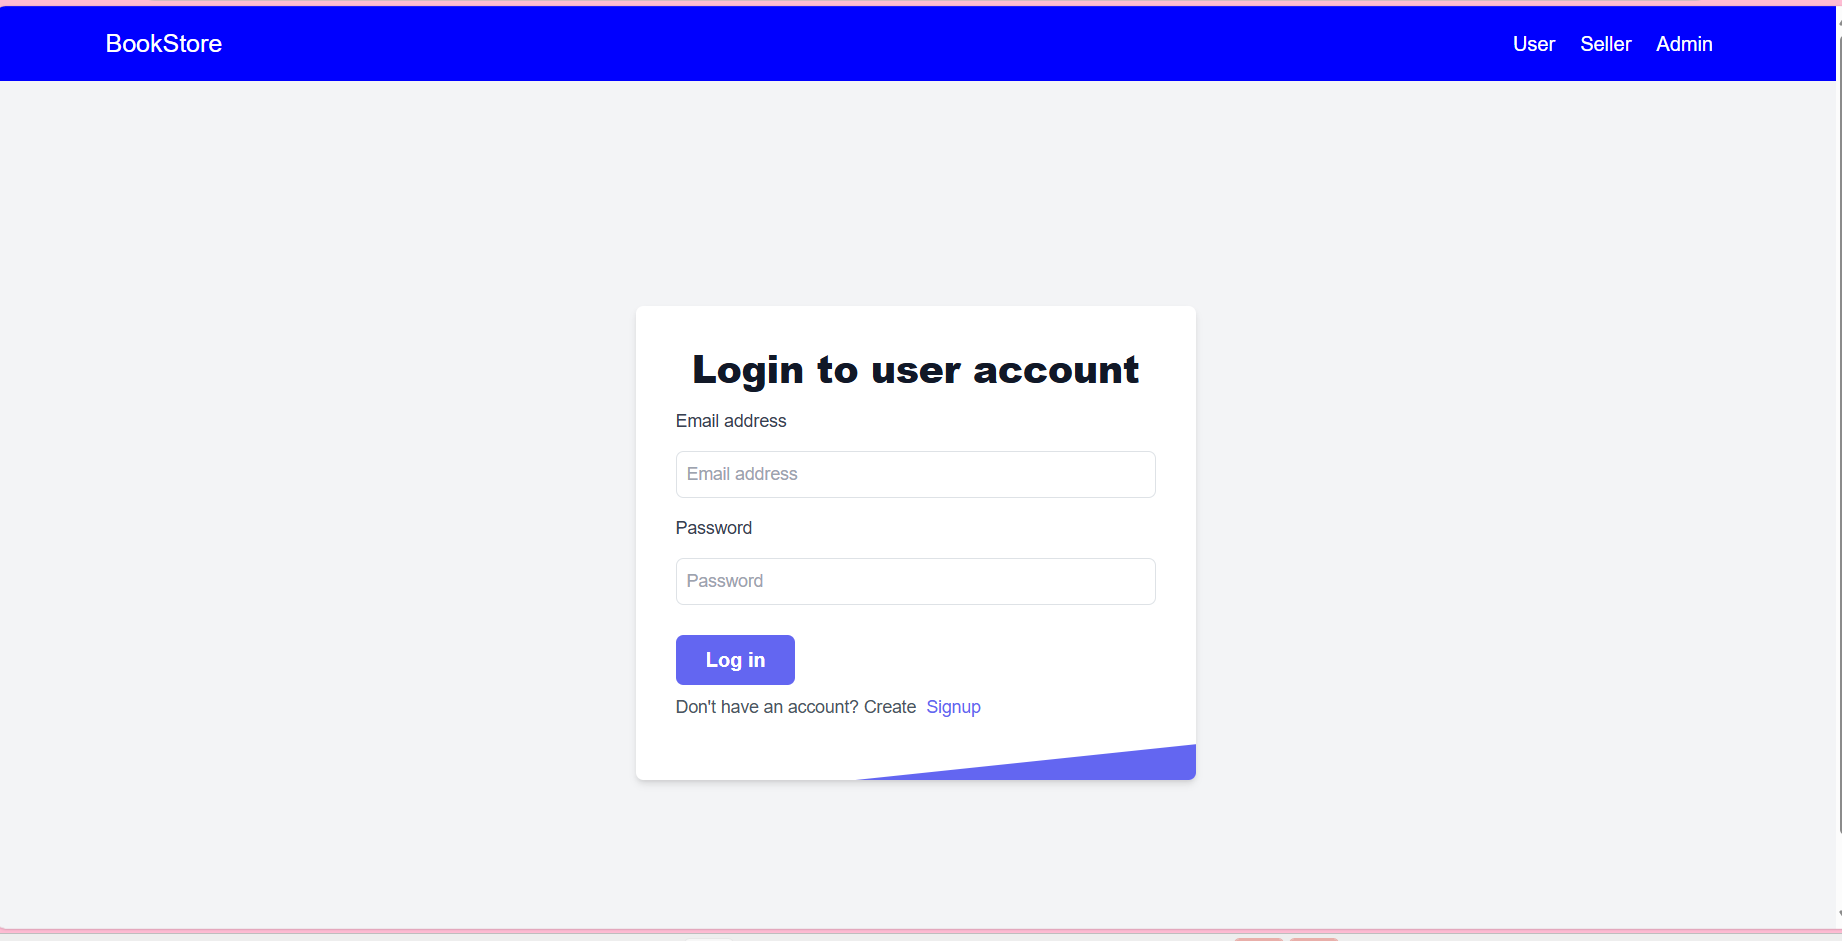 BookStore
User Seller Admin
Login to user account
Email address
Email address
Password
Password
Log in
Don't have an account? Create Signup